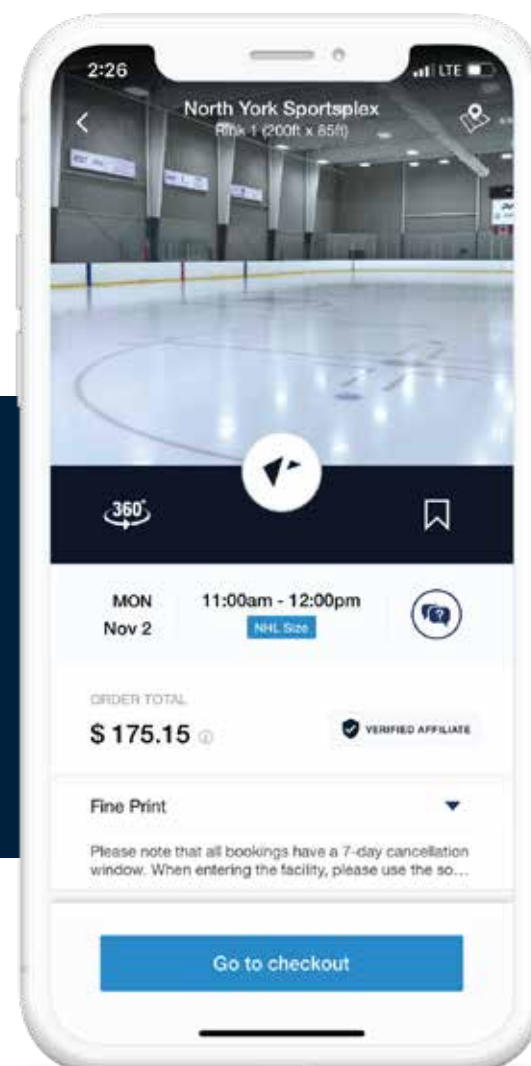 2:26
LTE
North York Sportsplex
Rink 1 (200ft x 85ft)
360°
MON
11:00am - 12:00pm
Nov 2
NHL Size
ORDER TOTAL
$ 175.15
VERIFIED AFFILIATE
Fine Print
Please note that all bookings have a 7-day cancellation
window. When entering the facility, please use the so...
Go to checkout